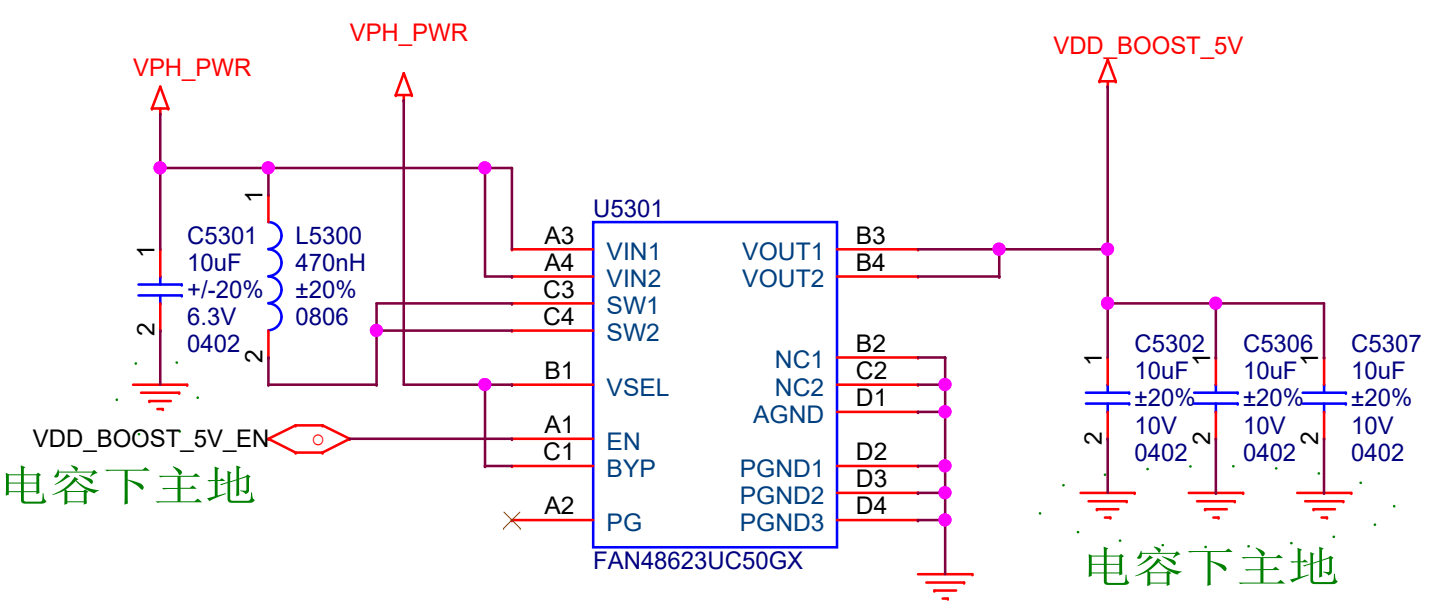 VPH_PWR
VPH_PWR
VDD_BOOST_5V
U5301
C5301
10uF
+/-20%
6.3V
0402
1
2
L5300
470nH
±20%
0806
1
2
A3
A4
C3
C4
B1
A1
C1
A2
VIN1
VIN2
SW1
SW2
VSEL
EN
BYP
PG
VOUT1
VOUT2
NC1
NC2
AGND
PGND1
PGND2
PGND3
B3
B4
B2
C2
D1
D2
D3
D4
FAN48623UC50GX
VDD_BOOST_5V_EN
电容下主地
C5302
10uF
±20%
10V
0402
1
2
C5306
10uF
±20%
10V
0402
1
2
C5307
10uF
±20%
10V
0402
1
2
电容下主地